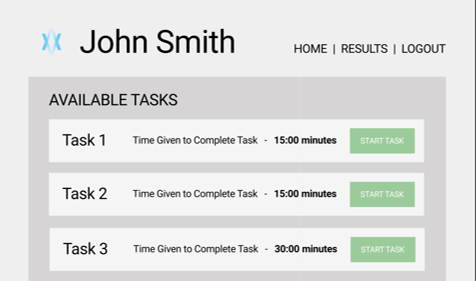 John Smith
HOME | RESULTS | LOGOUT
AVAILABLE TASKS
Task 1 Time Given to Complete Task - 15:00 minutes START TASK
Task 2 Time Given to Complete Task - 15:00 minutes START TASK
Task 3 Time Given to Complete Task - 30:00 minutes START TASK